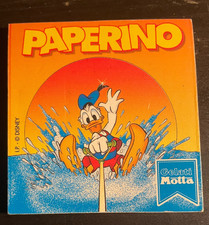 PAPERINO
I.P. - © DISNEY
Gelati
Motta